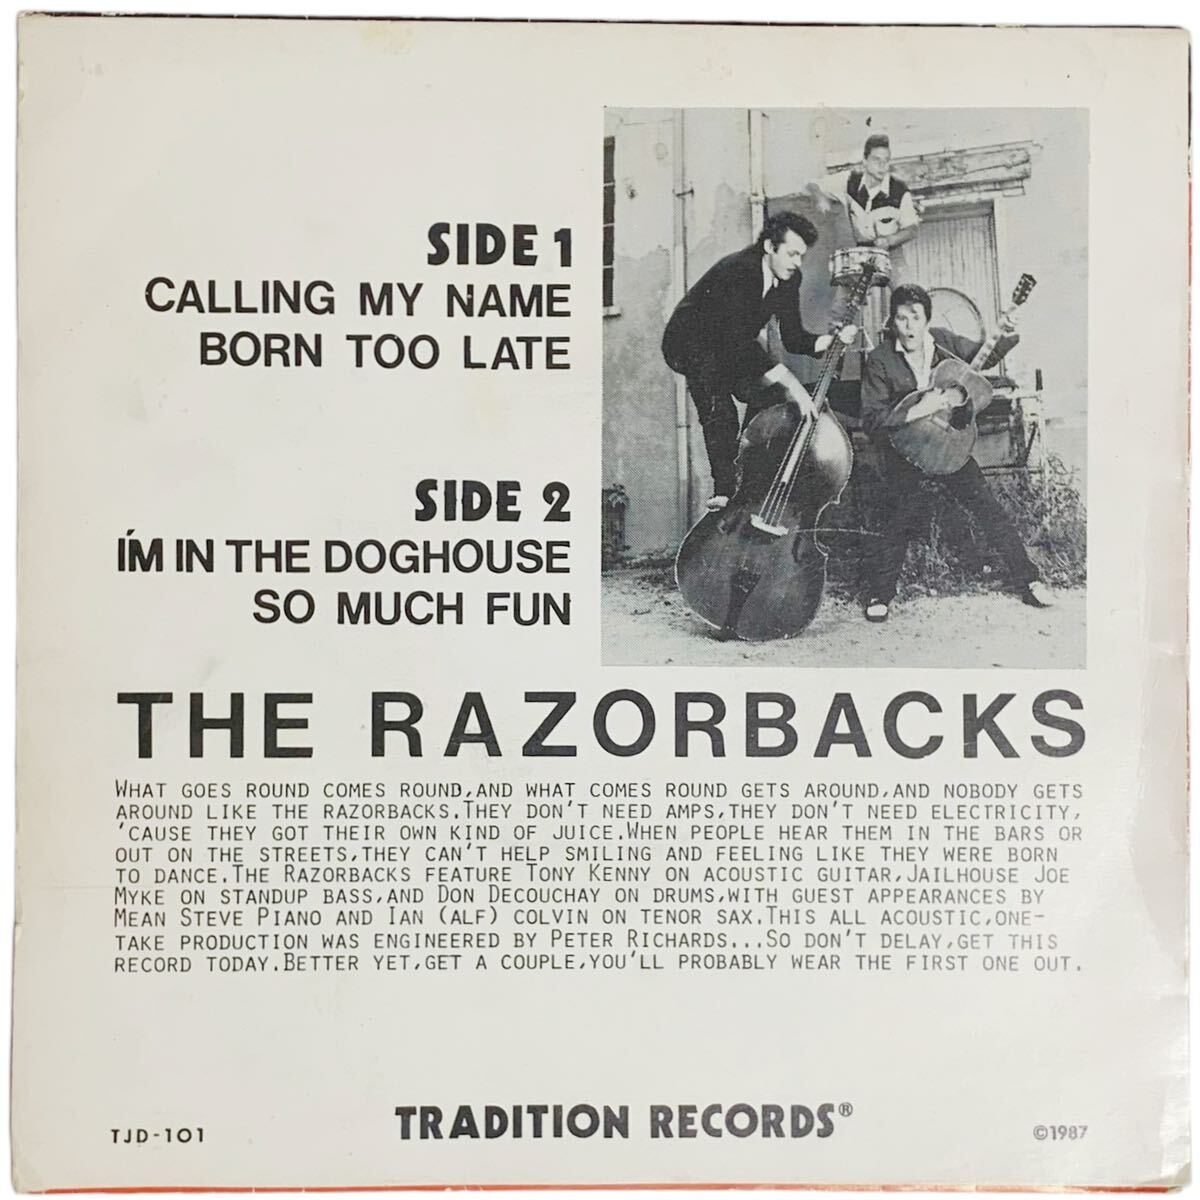 SIDE 1
CALLING MY NAME
BORN TOO LATE
SIDE 2
I'M IN THE DOGHOUSE
SO MUCH FUN
THE RAZORBACKS
WHAT GOES ROUND COMES ROUND,AND WHAT COMES ROUND GETS AROUND,AND NOBODY GETS
AROUND LIKE THE RAZORBACKS.THEY DON'T NEED AMPS,THEY DON'T NEED ELECTRICITY,
'CAUSE THEY GOT THEIR OWN KIND OF JUICE.WHEN PEOPLE HEAR THEM IN THE BARS OR
OUT ON THE STREETS,THEY CAN'T HELP SMILING AND FEELING LIKE THEY WERE BORN
TO DANCE.THE RAZORBACKS FEATURE TONY KENNY ON ACOUSTIC GUITAR,JAILHOUSE JOE
MYKE ON STANDUP BASS,AND DON DECOUCHAY ON DRUMS,WITH GUEST APPEARANCES BY
MEAN STEVE PIANO AND IAN (ALF) COLVIN ON TENOR SAX.THIS ALL ACOUSTIC,ONE-
TAKE PRODUCTION WAS ENGINEERED BY PETER RICHARDS...SO DON'T DELAY,GET THIS
RECORD TODAY.BETTER YET,GET A COUPLE,YOU'LL PROBABLY WEAR THE FIRST ONE OUT.
TJD-101
TRADITION RECORDS®
©1987